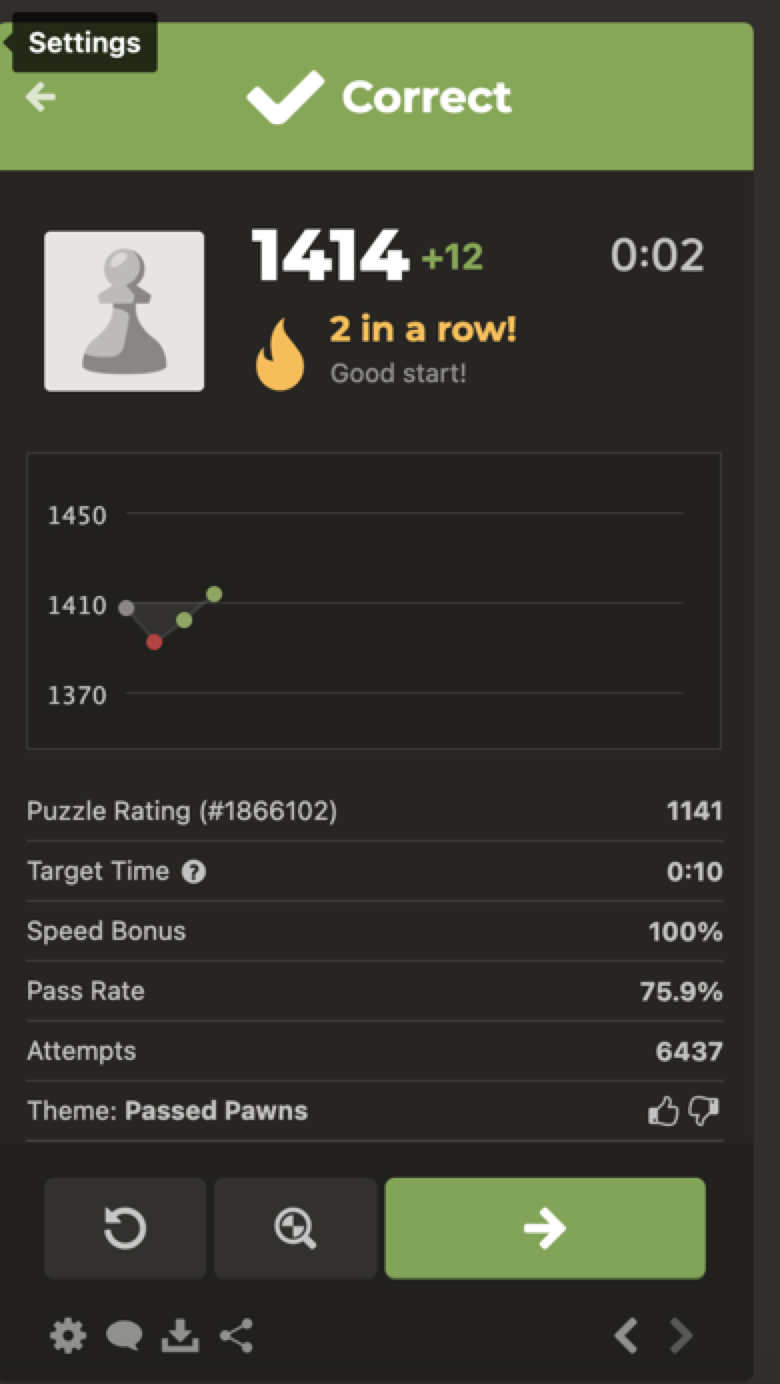 Settings
Correct
1414 +12 0:02
2 in a row!
Good start!
1450
1410
1370
Puzzle Rating (#1866102) 1141
Target Time ? 0:10
Speed Bonus 100%
Pass Rate 75.9%
Attempts 6437
Theme: Passed Pawns